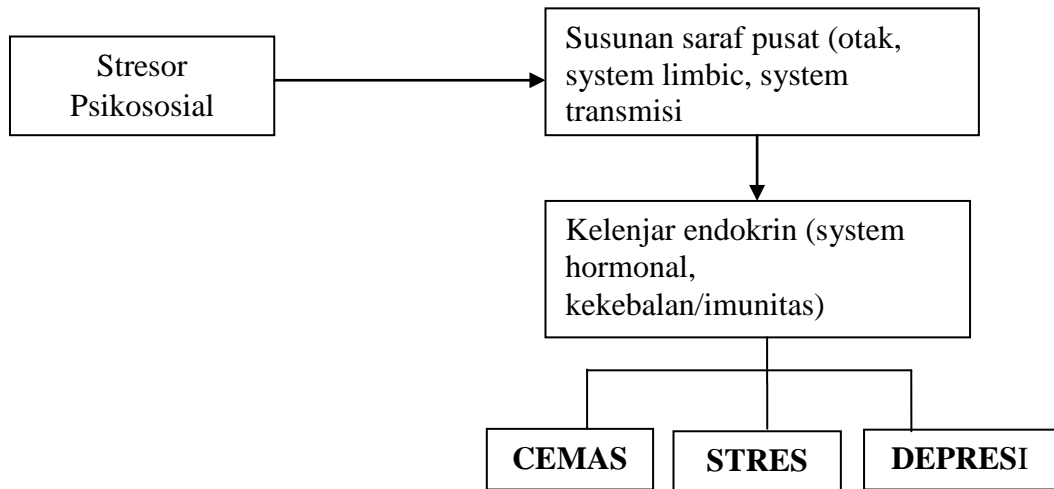 Stresor
Psikososial
Susunan saraf pusat (otak,
system limbic, system
transmisi
Kelenjar endokrin (system
hormonal,
kekebalan/imunitas)
CEMAS
STRES
DEPRESI